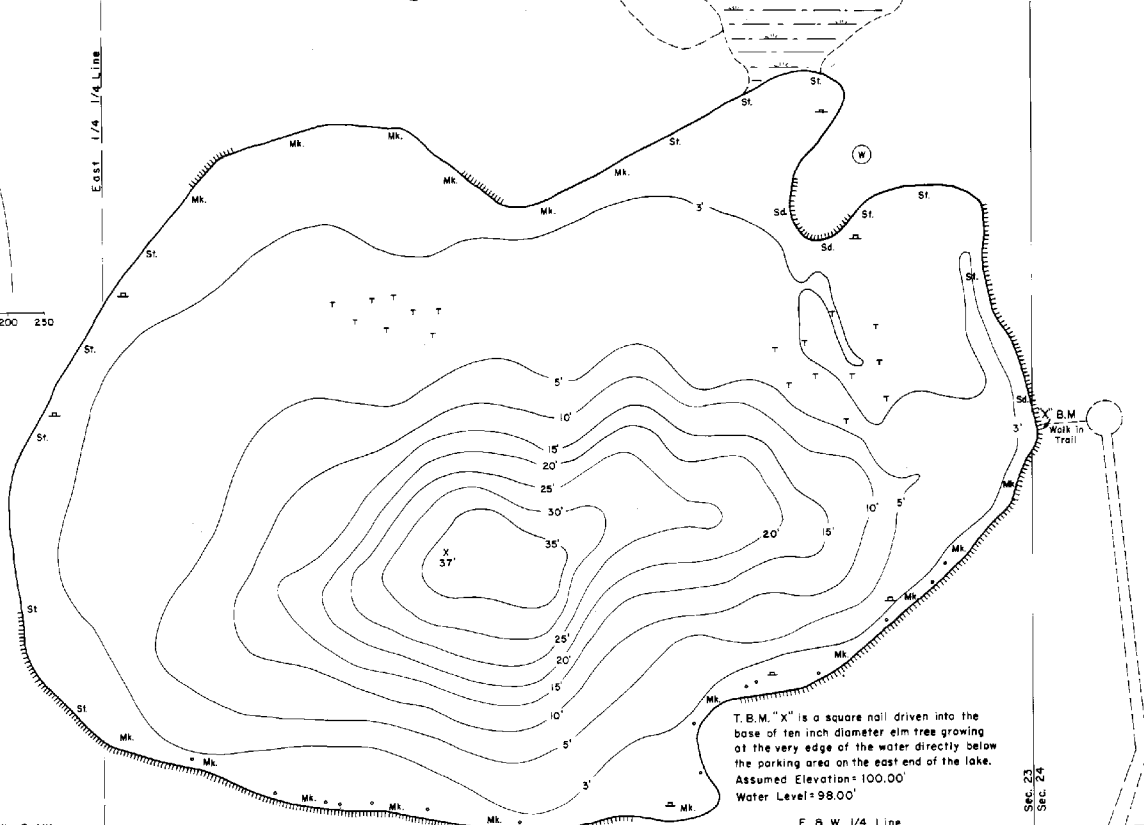 East 1/4 1/4 Line
St.
St.
St.
W
Mk.
Mk.
Mk.
Mk.
Mk.
Mk.
St.
3'
Sd.
Sd.
St.
St.
St.
St.
200 250
St.
St.
T T T T T T T T
T T T T T T T T T T
St.
5'
10'
15'
20'
25'
30'
35'
X
37'
20'
15'
10'
5'
Sd.
3'
"X" B.M
Walk in
Trail
Mk.
Mk.
Mk.
Mk.
Mk.
St.
25'
20'
15'
10'
5'
3'
St.
Mk.
Mk.
Mk.
Mk.
Mk.
Mk.
T.B.M. "X" is a square nail driven into the
base of ten inch diameter elm tree growing
at the very edge of the water directly below
the parking area on the east end of the lake.
Assumed Elevation = 100.00'
Water Level = 98.00'
Sec. 23
Sec. 24
E & W 1/4 Line